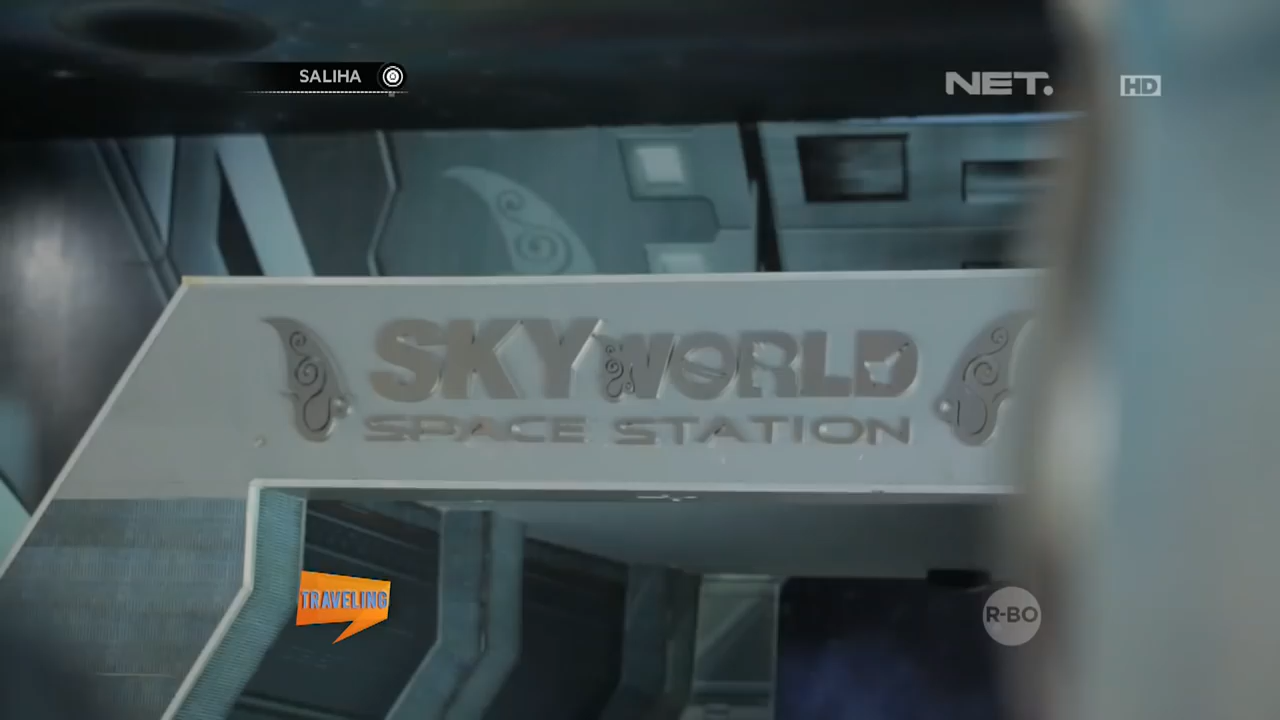 SALIHA
NET.
HD
SKYWORLD
SPACE STATION
TRAVELING
R-BO